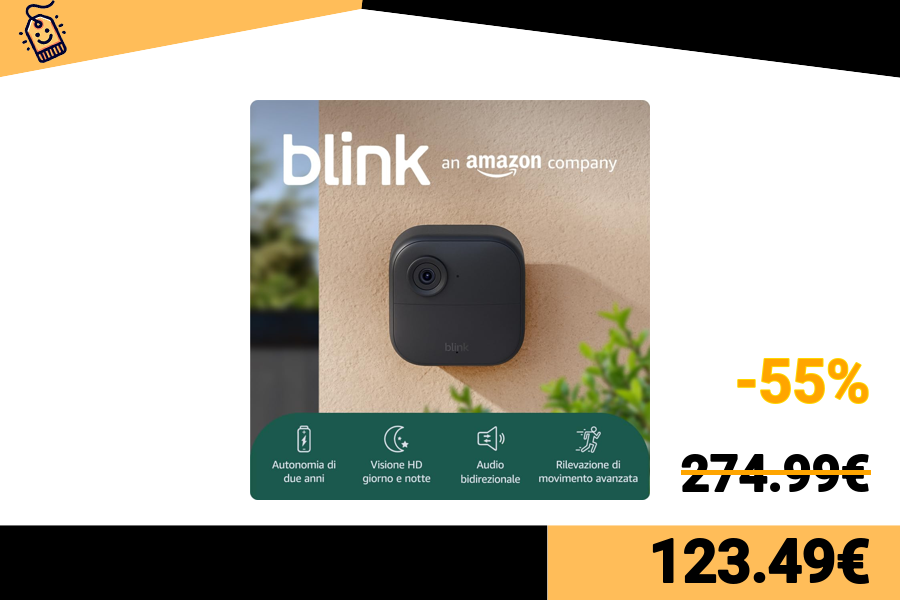 blink an amazon company
blink
Autonomia di
due anni
Visione HD
giorno e notte
Audio
bidirezionale
Rilevazione di
movimento avanzata
-55%
274.99€
123.49€